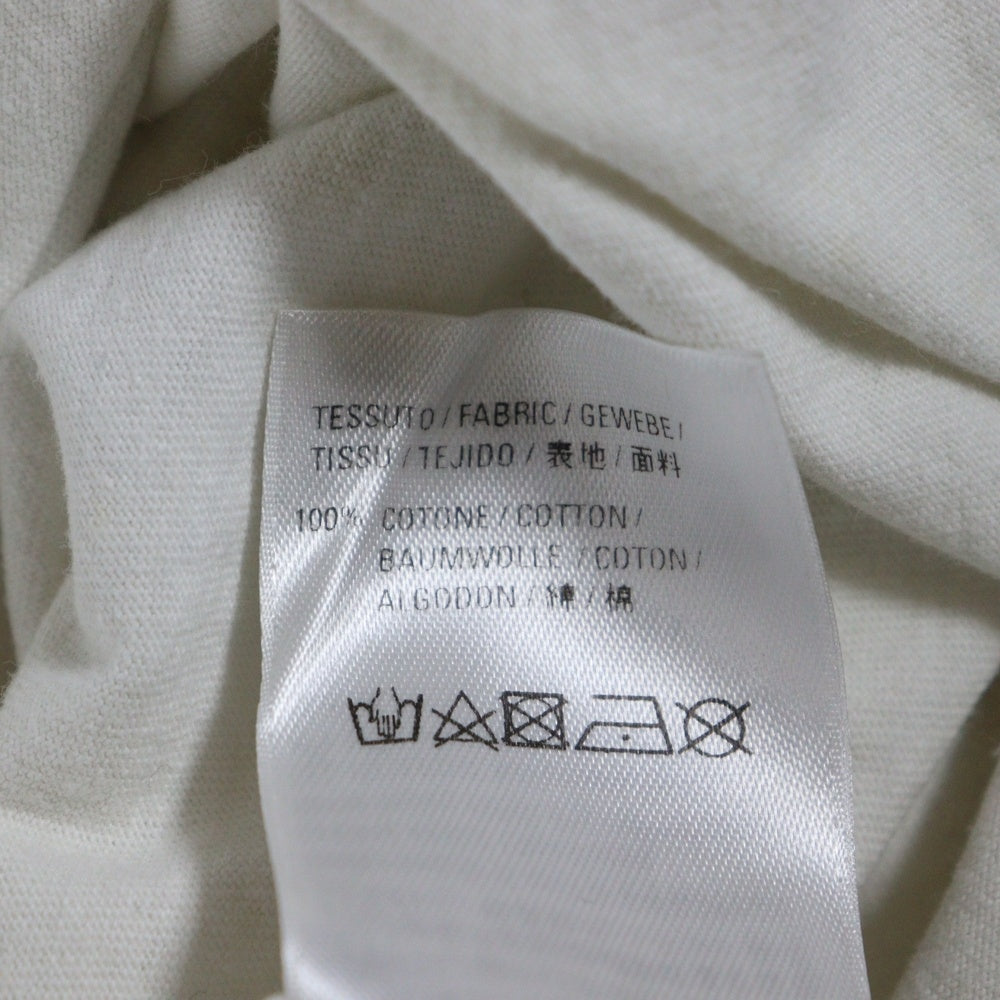 TESSUTO / FABRIC / GEWEBE /
TISSU / TEJIDO / 表地 / 面料
100% COTONE / COTTON /
BAUMWOLLE / COTON /
ALGODON / 綿 / 棉